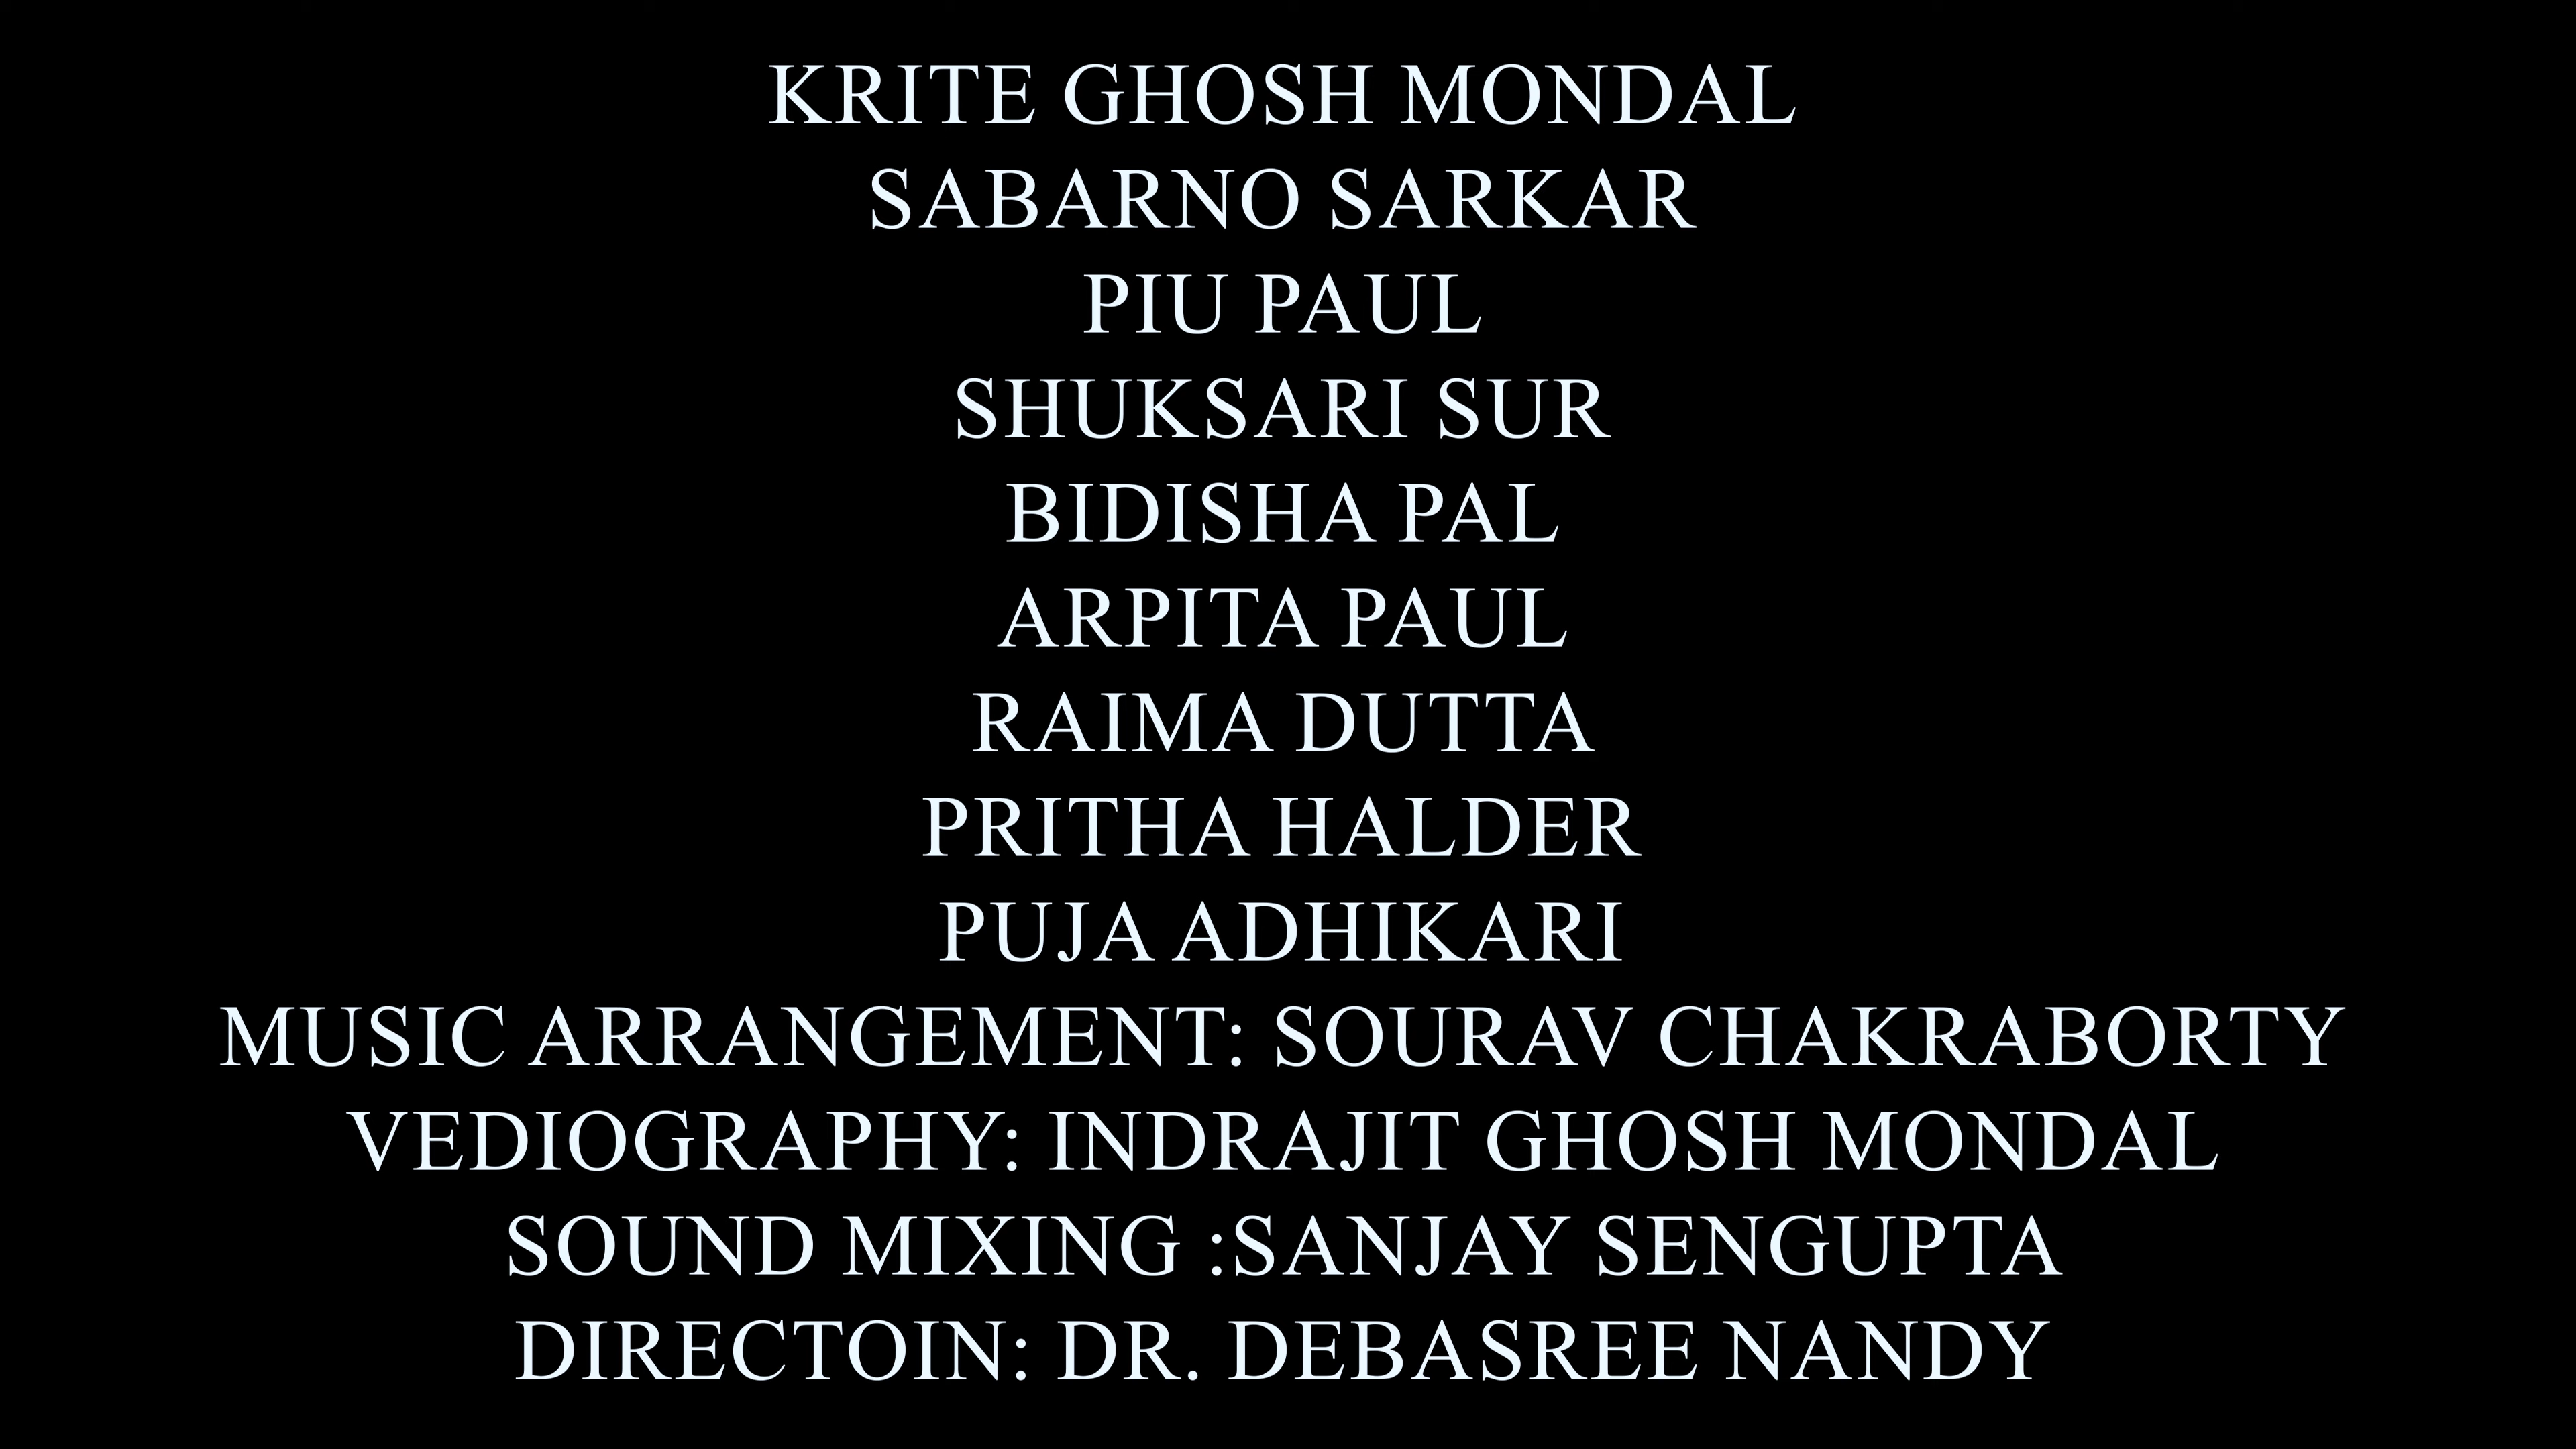 KRITE GHOSH MONDAL
SABARNO SARKAR
PIU PAUL
SHUKSARI SUR
BIDISHA PAL
ARPITA PAUL
RAIMA DUTTA
PRITHA HALDER
PUJA ADHIKARI
MUSIC ARRANGEMENT: SOURAV CHAKRABORTY
VEDIOGRAPHY: INDRAJIT GHOSH MONDAL
SOUND MIXING :SANJAY SENGUPTA
DIRECTOIN: DR. DEBASREE NANDY